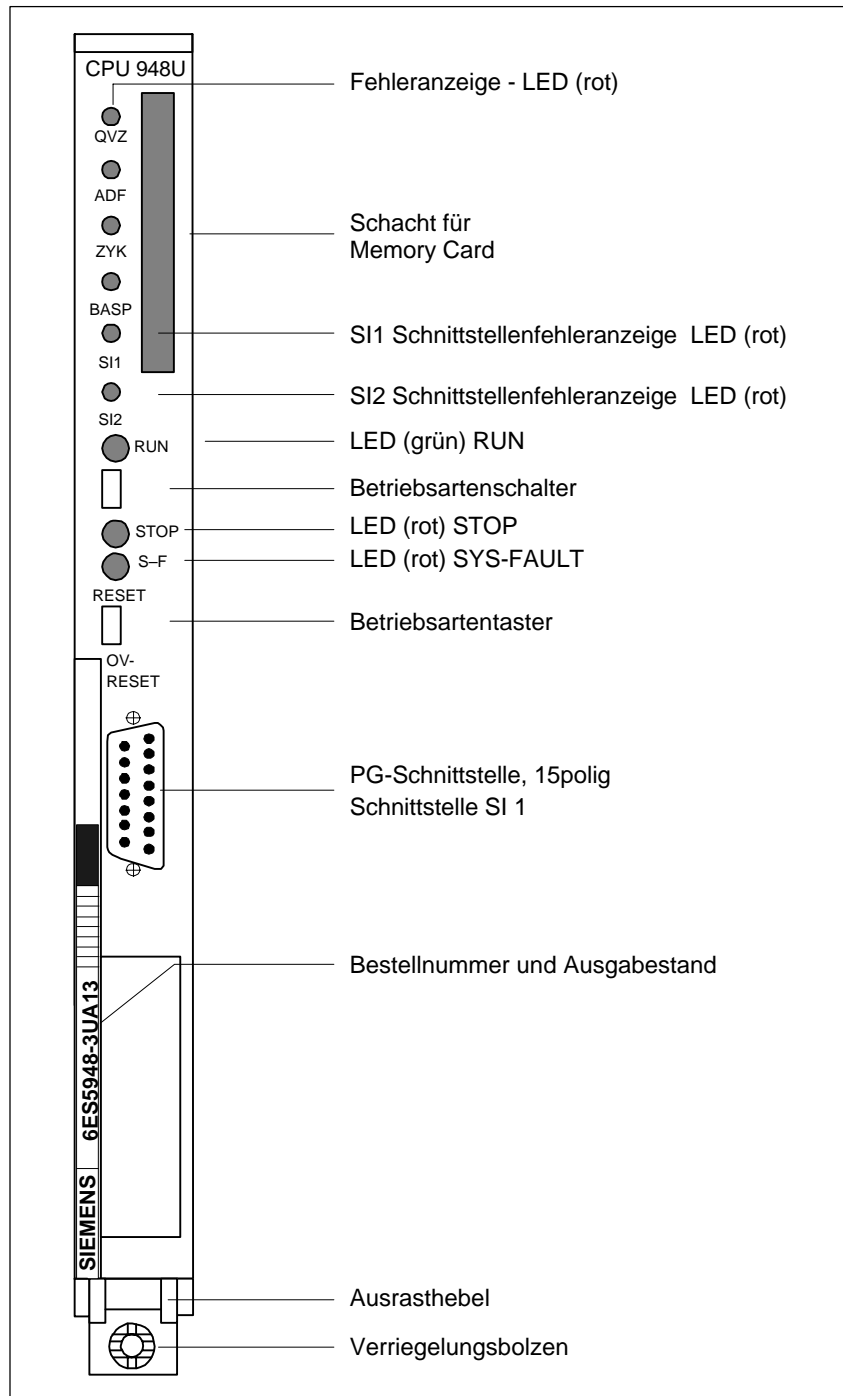 CPU 948U
Fehleranzeige - LED (rot)
QVZ
ADF
ZYK
Schacht für
Memory Card
BASP
SI1 Schnittstellenfehleranzeige LED (rot)
SI1
SI2 Schnittstellenfehleranzeige LED (rot)
SI2
RUN
LED (grün) RUN
Betriebsartenschalter
STOP
LED (rot) STOP
S–F
LED (rot) SYS-FAULT
RESET
Betriebsartentaster
OV-
RESET
PG-Schnittstelle, 15polig
Schnittstelle SI 1
Bestellnummer und Ausgabestand
6ES5948-3UA13
SIEMENS
Ausrasthebel
Verriegelungsbolzen